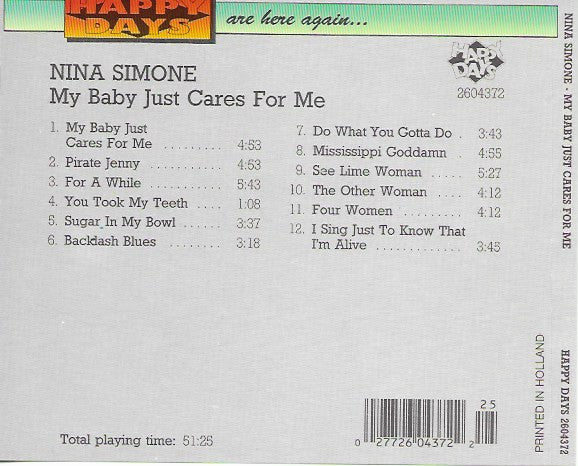 HAPPY DAYS
are here again...
NINA SIMONE
My Baby Just Cares For Me
HAPPY DAYS
2604372
1. My Baby Just
Cares For Me ......... 4:53
2. Pirate Jenny ......... 4:53
3. For A While .......... 5:43
4. You Took My Teeth .... 1:08
5. Sugar In My Bowl ...... 3:37
6. Backdash Blues ........ 3:18
7. Do What You Gotta Do . 3:43
8. Mississippi Goddamn . 4:55
9. See Lime Woman ..... 5:27
10. The Other Woman .... 4:12
11. Four Women ......... 4:12
12. I Sing Just To Know That
I'm Alive ............. 3:45
Total playing time: 51:25
25
0 27726 04372 2
PRINTED IN HOLLAND
NINA SIMONE · MY BABY JUST CARES FOR ME
HAPPY DAYS 2604372